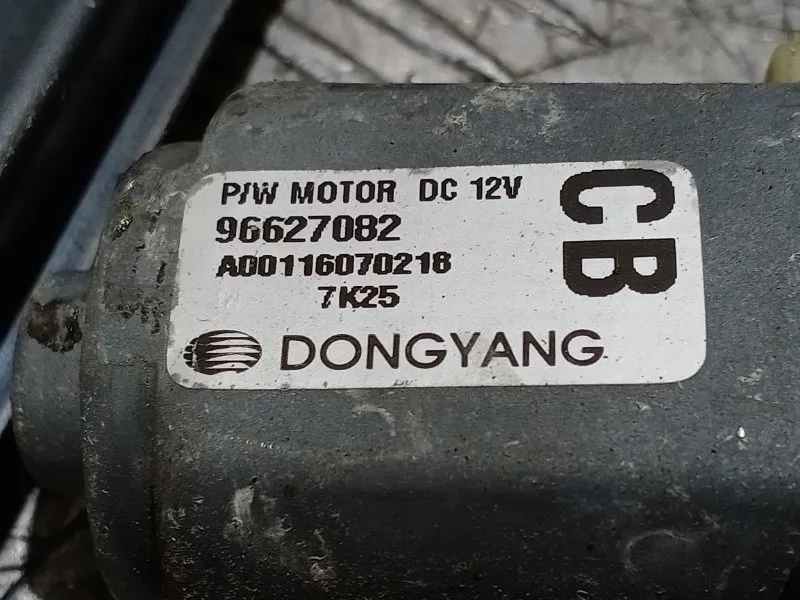 P/W MOTOR DC 12V
96627082
A00116070218
7K25
DONGYANG
CB